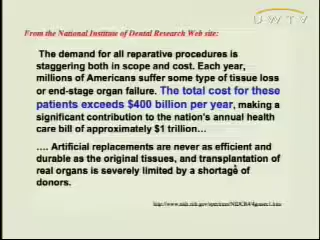 UWTV
From the National Institute of Dental Research Web site:
The demand for all reparative procedures is
staggering both in scope and cost. Each year,
millions of Americans suffer some type of tissue loss
or end-stage organ failure. The total cost for these
patients exceeds $400 billion per year, making a
significant contribution to the nation's annual health
care bill of approximately $1 trillion…
…. Artificial replacements are never as efficient and
durable as the original tissues, and transplantation of
real organs is severely limited by a shortage of
donors.